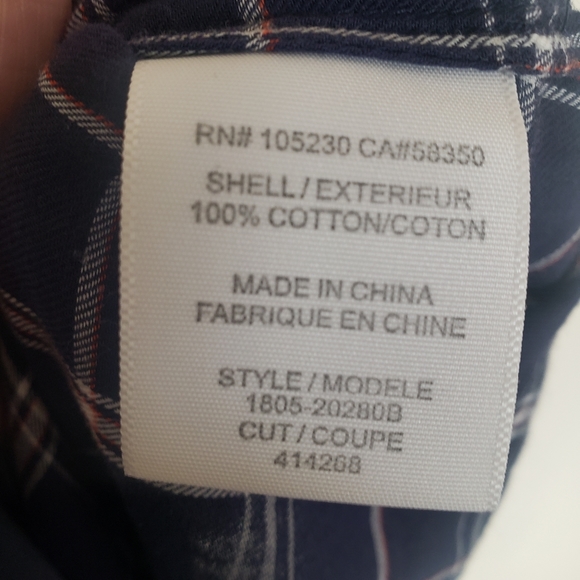 RN# 105230 CA#58350
SHELL / EXTERIEUR
100% COTTON/COTON
MADE IN CHINA
FABRIQUE EN CHINE
STYLE / MODELE
1805-20280B
CUT / COUPE
414268